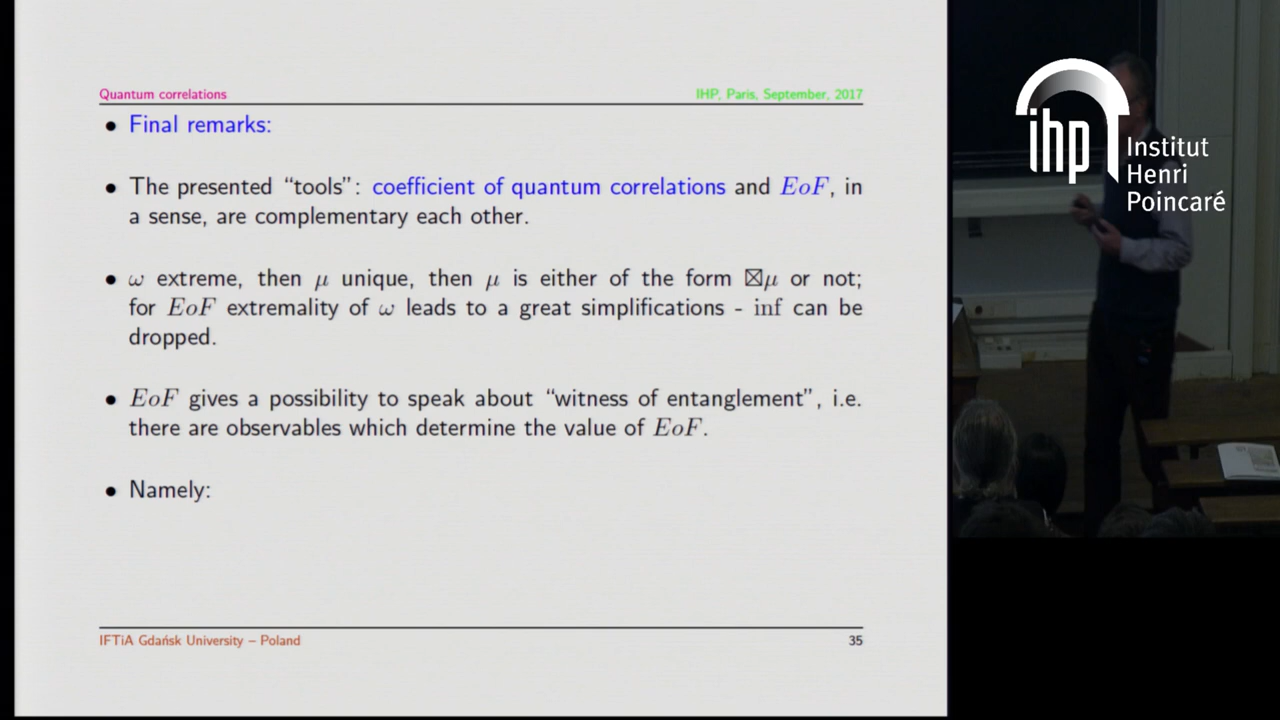 Quantum correlations IHP, Paris, September, 2017
• Final remarks:
• The presented “tools”: coefficient of quantum correlations and EoF, in
a sense, are complementary each other.
• ω extreme, then μ unique, then μ is either of the form ⊠μ or not;
for EoF extremality of ω leads to a great simplifications - inf can be
dropped.
• EoF gives a possibility to speak about “witness of entanglement”, i.e.
there are observables which determine the value of EoF.
• Namely:
IFTiA Gdańsk University – Poland 35
ihp
Institut
Henri
Poincaré